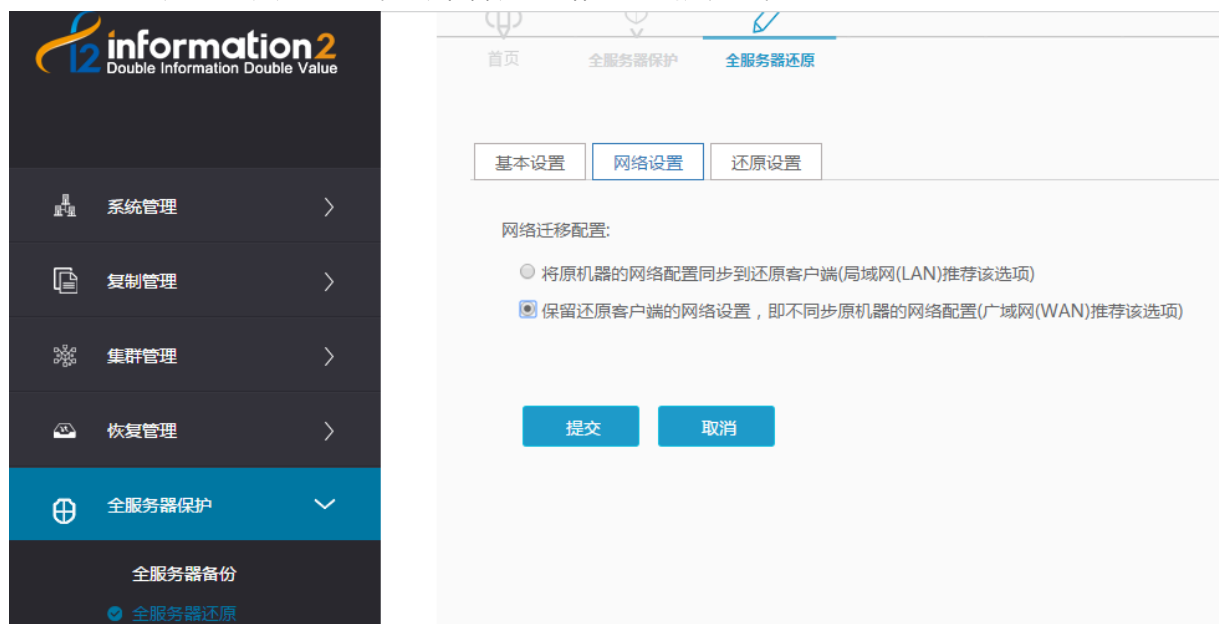 information2
Double Information Double Value
首页
全服务器保护
全服务器还原
基本设置
网络设置
还原设置
系统管理
网络迁移配置:
将原机器的网络配置同步到还原客户端(局域网(LAN)推荐该选项)
复制管理
保留还原客户端的网络设置，即不同步原机器的网络配置(广域网(WAN)推荐该选项)
集群管理
恢复管理
提交
取消
全服务器保护
全服务器备份
全服务器还原